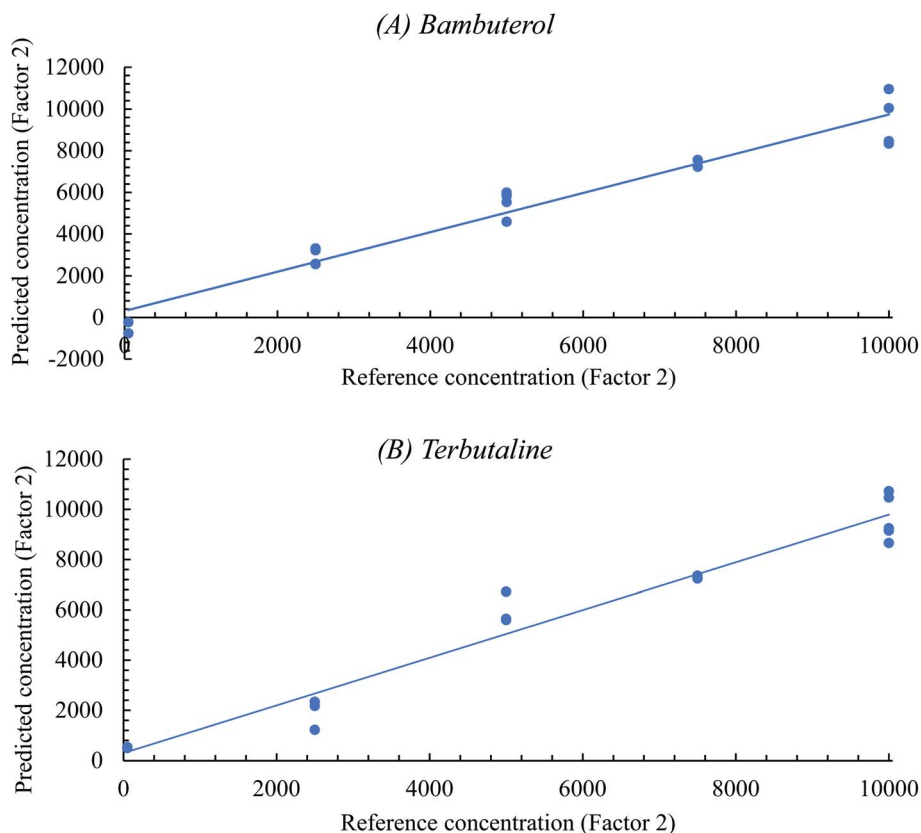 (A) Bambuterol
Predicted concentration (Factor 2)
12000
10000
8000
6000
4000
2000
0
-2000
0 2000 4000 6000 8000 10000
Reference concentration (Factor 2)
(B) Terbutaline
Predicted concentration (Factor 2)
12000
10000
8000
6000
4000
2000
0
0 2000 4000 6000 8000 10000
Reference concentration (Factor 2)